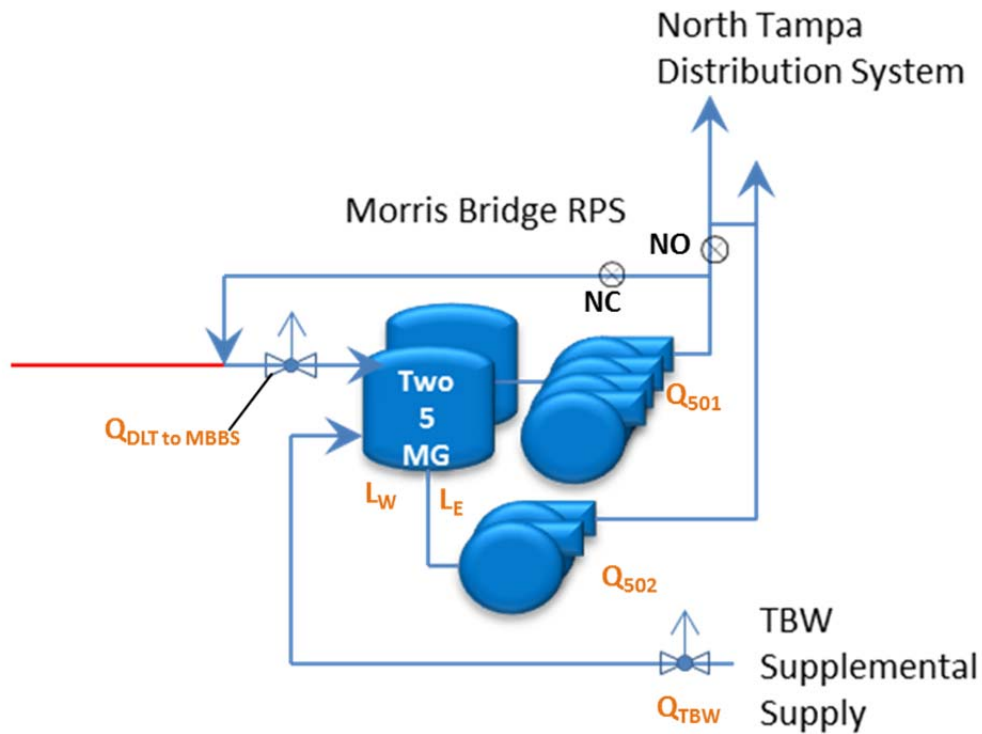 North Tampa
Distribution System
Morris Bridge RPS
NO
NC
Two
5
MG
Q501
QDLT to MBBS
LW
LE
Q502
TBW
Supplemental
Supply
QTBW